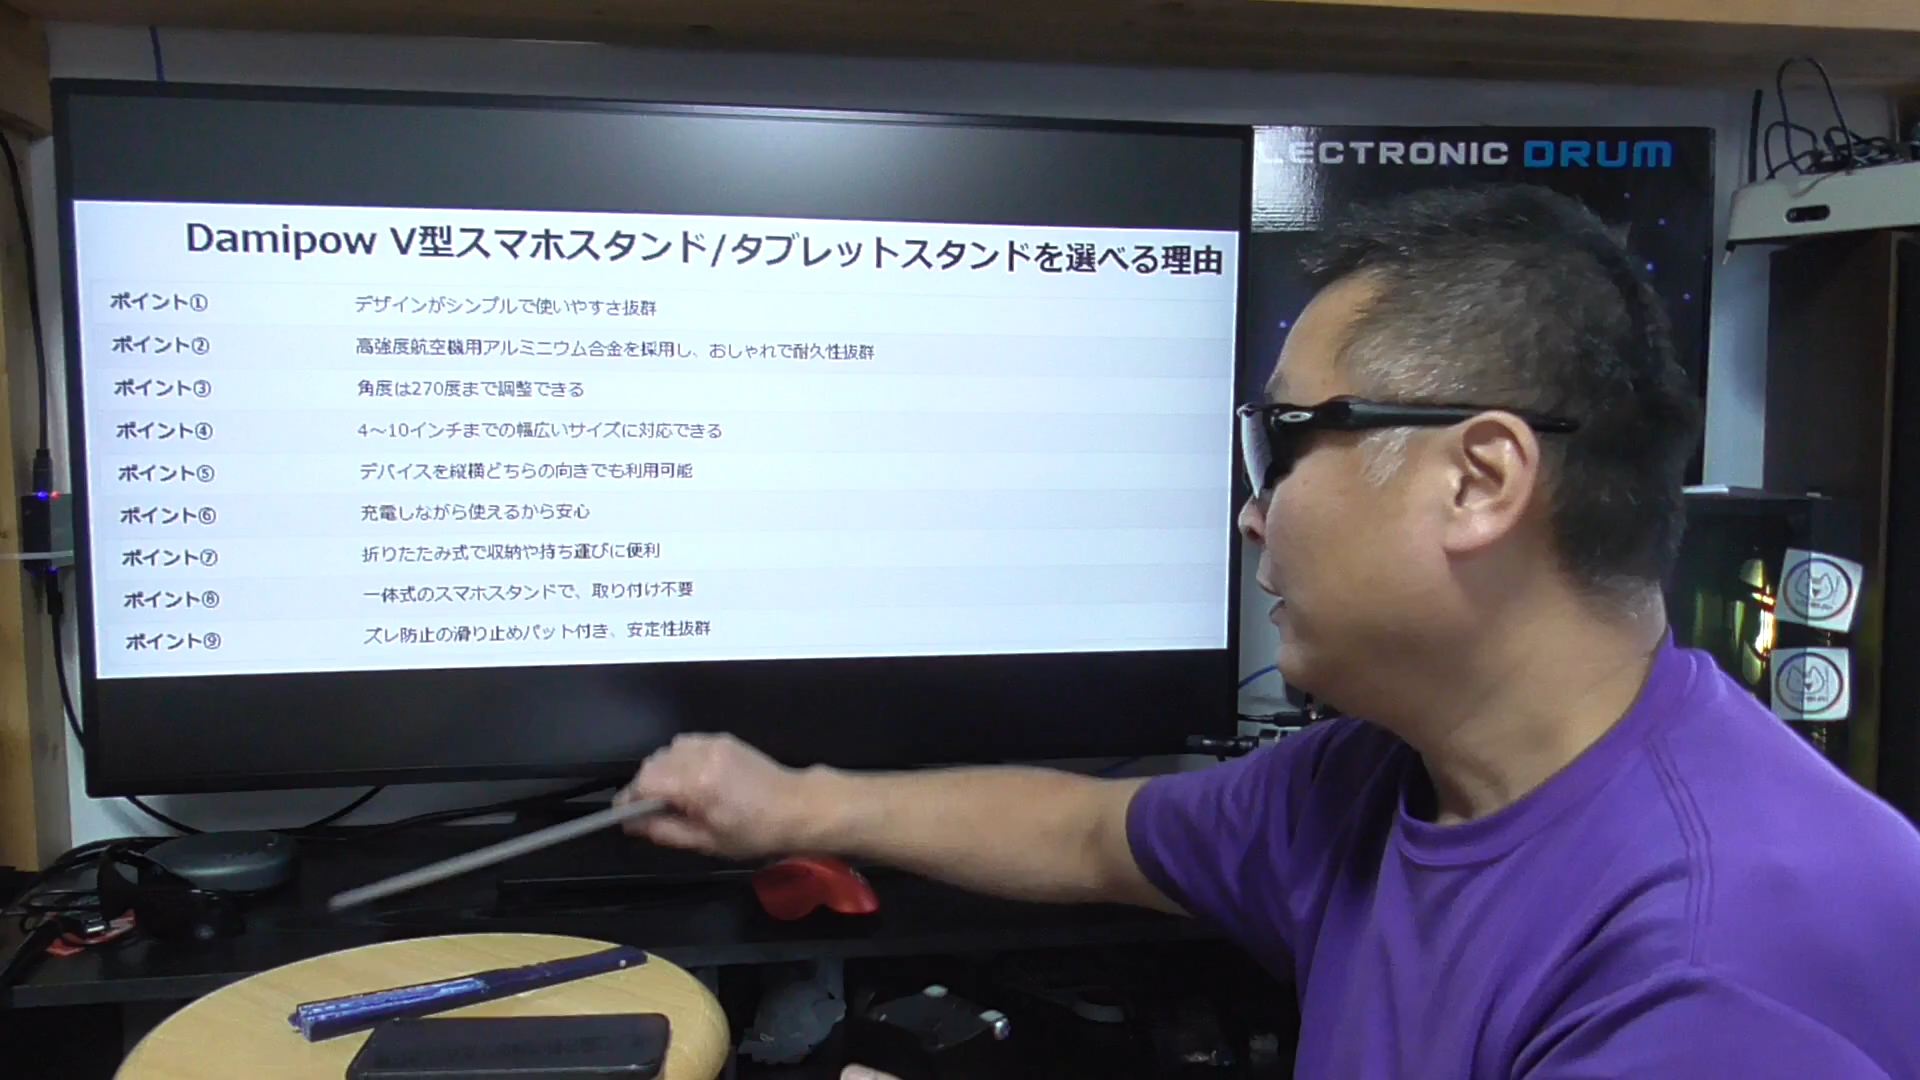 Damipow V型スマホスタンド/タブレットスタンドを選べる理由
ポイント① デザインがシンプルで使いやすさ抜群
ポイント② 高強度航空機用アルミニウム合金を採用し、おしゃれで耐久性抜群
ポイント③ 角度は270度まで調整できる
ポイント④ 4～10インチまでの幅広いサイズに対応できる
ポイント⑤ デバイスを縦横どちらの向きでも利用可能
ポイント⑥ 充電しながら使えるから安心
ポイント⑦ 折りたたみ式で収納や持ち運びに便利
ポイント⑧ 一体式のスマホスタンドで、取り付け不要
ポイント⑨ ズレ防止の滑り止めパット付き、安定性抜群
LECTRONIC DRUM